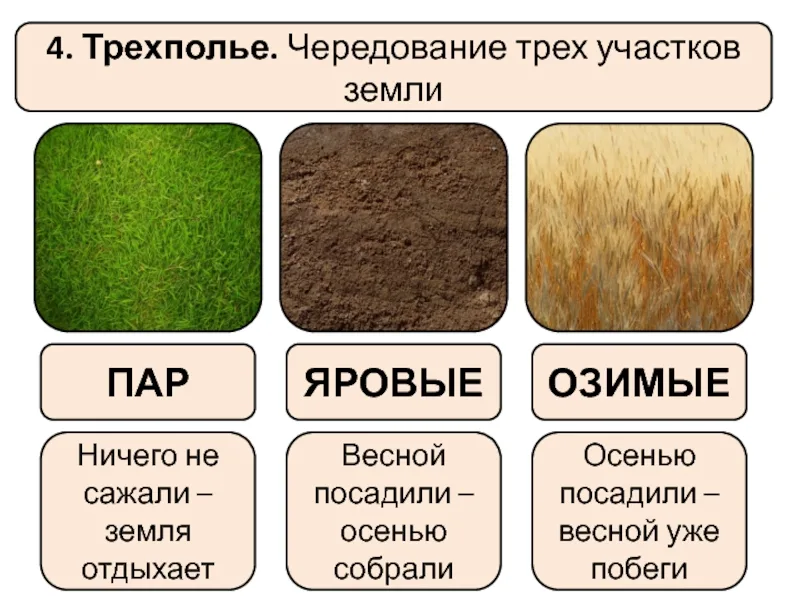 4. Трехполье. Чередование трех участков
земли
ПАР
ЯРОВЫЕ
ОЗИМЫЕ
Ничего не
сажали –
земля
отдыхает
Весной
посадили –
осенью
собрали
Осенью
посадили –
весной уже
побеги